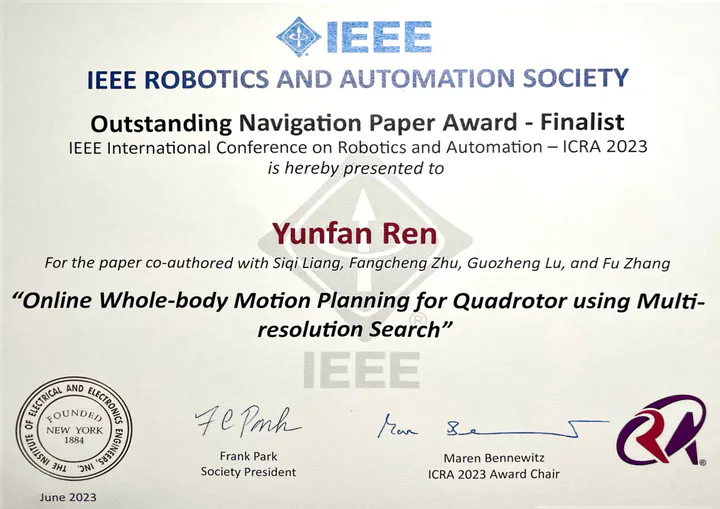 IEEE
IEEE ROBOTICS AND AUTOMATION SOCIETY
Outstanding Navigation Paper Award - Finalist
IEEE International Conference on Robotics and Automation – ICRA 2023
is hereby presented to
Yunfan Ren
For the paper co-authored with Siqi Liang, Fangcheng Zhu, Guozheng Lu, and Fu Zhang
“Online Whole-body Motion Planning for Quadrotor using Multi-
resolution Search”
®
IEEE
THE INSTITUTE OF ELECTRICAL AND ELECTRONICS ENGINEERS, INC.
FOUNDED
NEW YORK
1884
F C Park
Frank Park
Society President
Maren Bennewitz
ICRA 2023 Award Chair
RA
®
June 2023